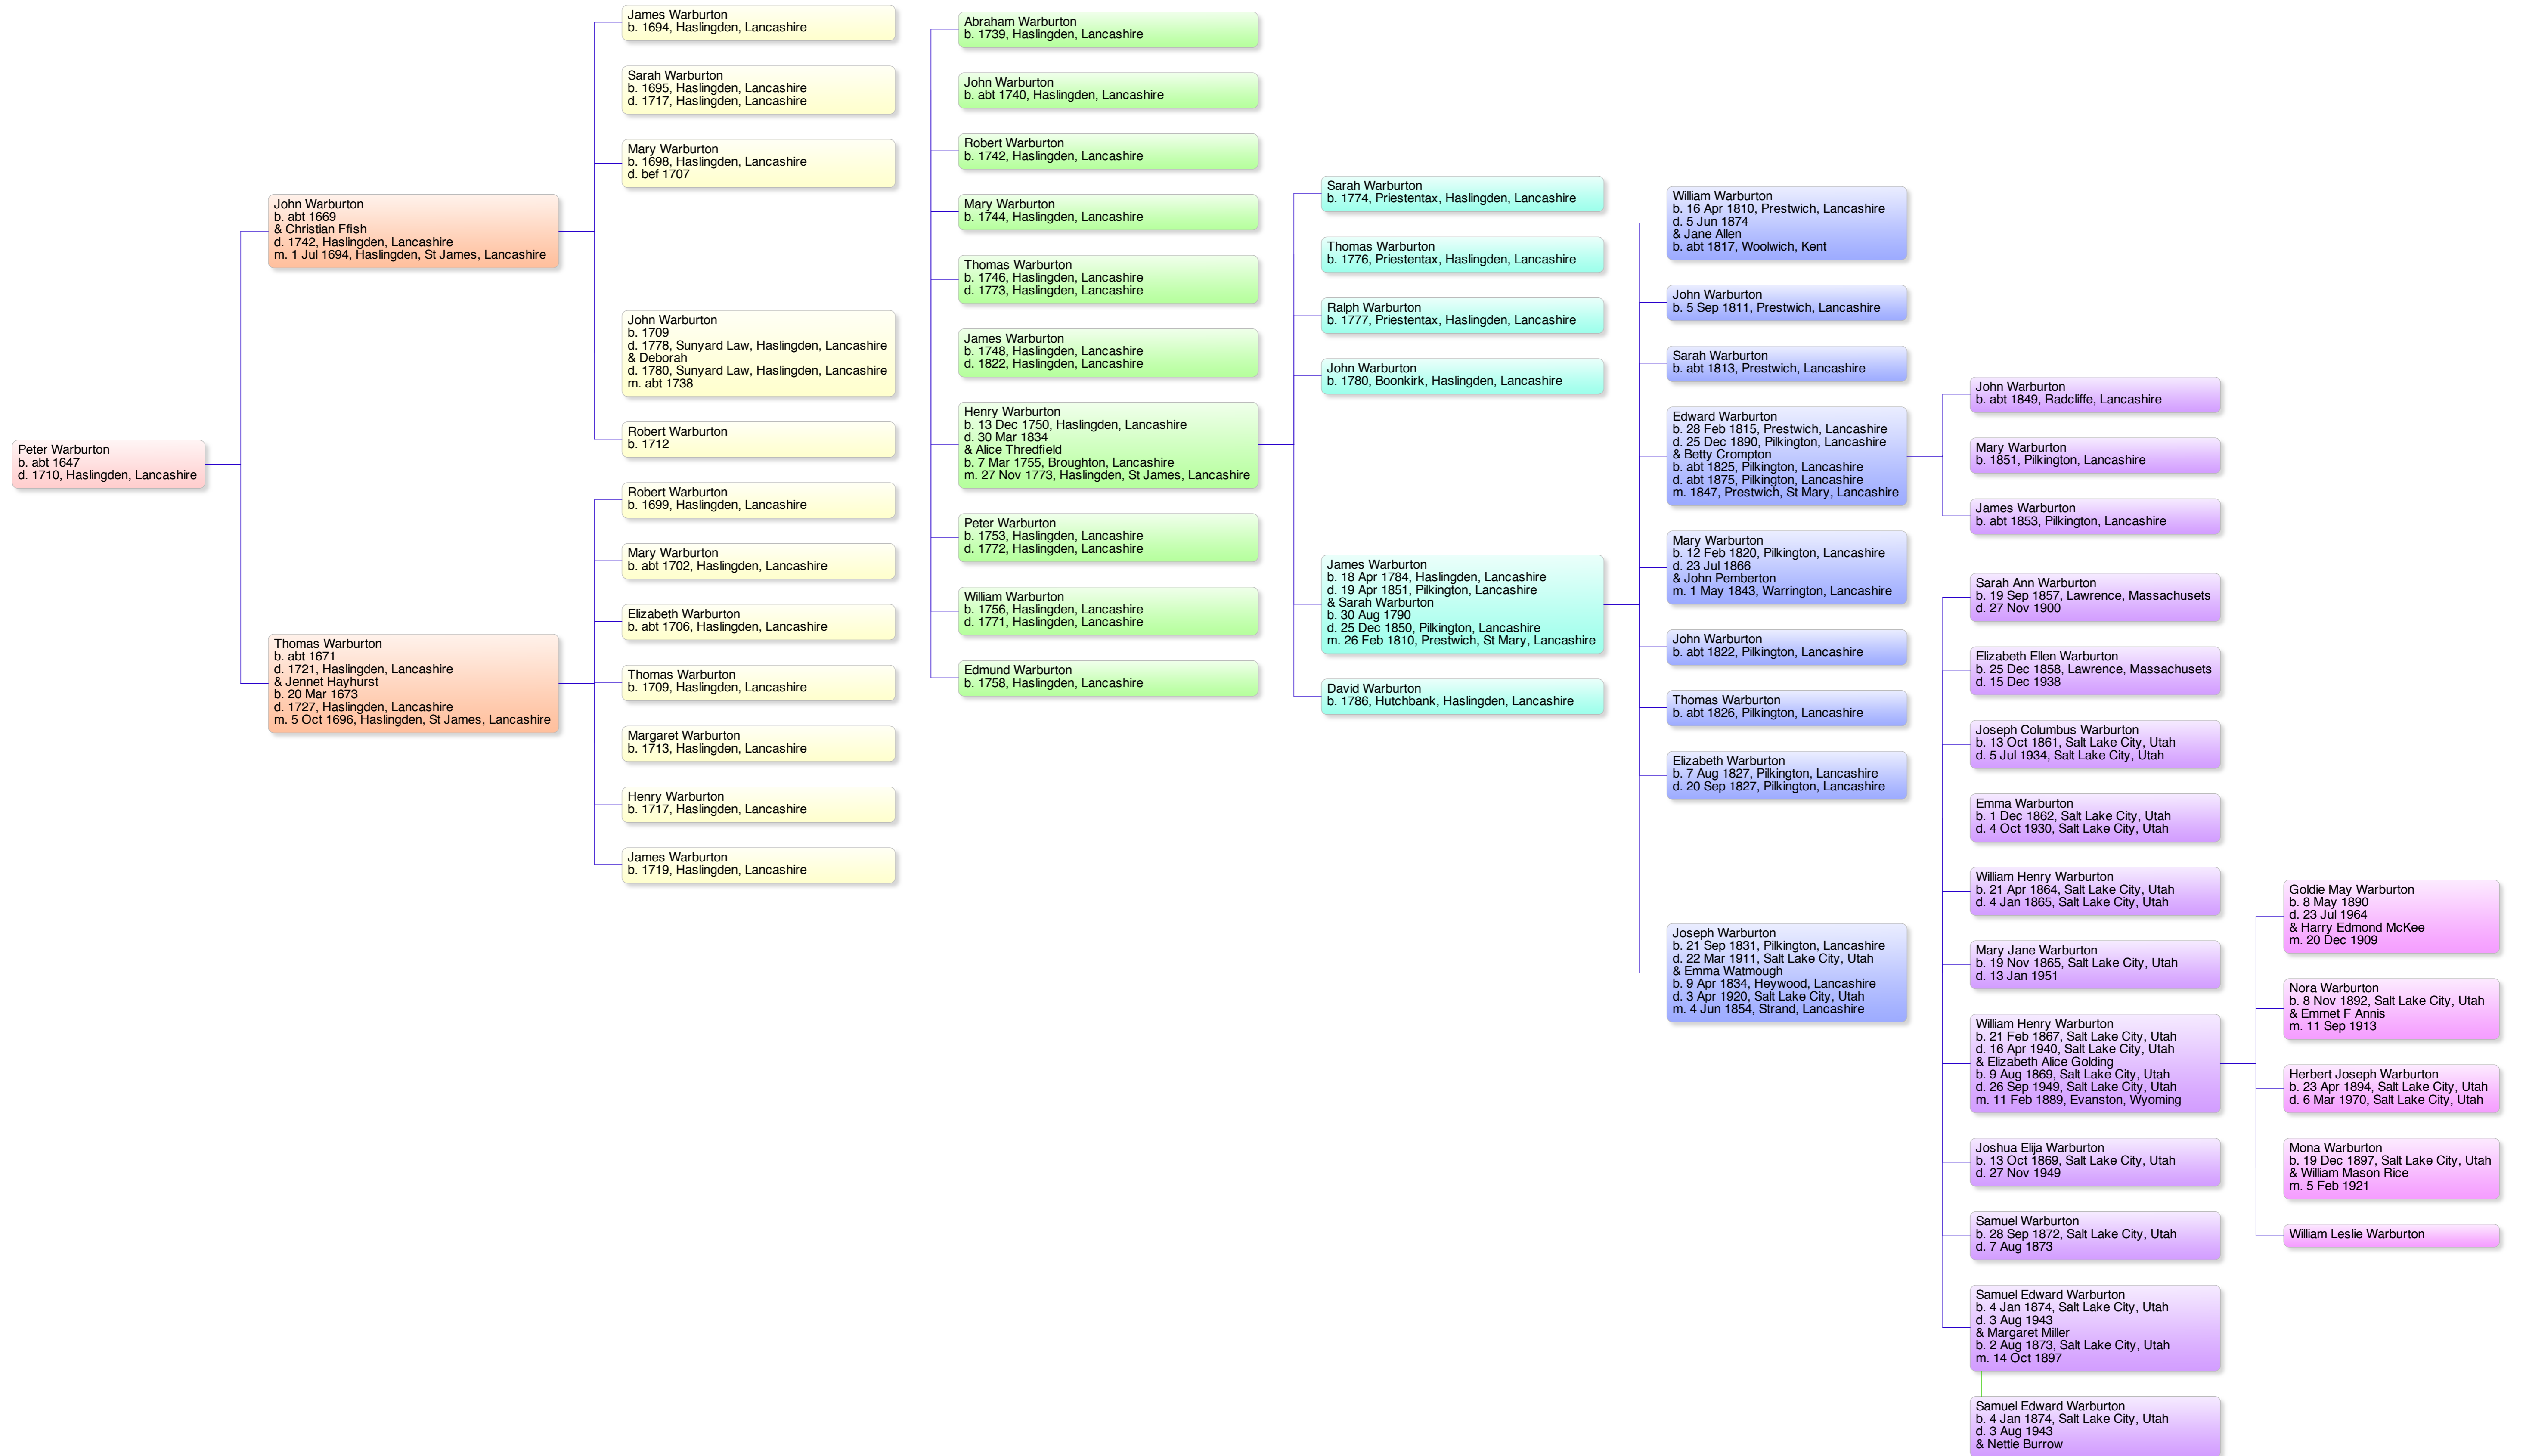 Peter Warburton
b. abt 1647
d. 1710, Haslingden, Lancashire
John Warburton
b. abt 1669
& Christian Ffish
d. 1742, Haslingden, Lancashire
m. 1 Jul 1694, Haslingden, St James, Lancashire
Thomas Warburton
b. abt 1671
d. 1721, Haslingden, Lancashire
& Jennet Hayhurst
b. 20 Mar 1673
d. 1727, Haslingden, Lancashire
m. 5 Oct 1696, Haslingden, St James, Lancashire
James Warburton
b. 1694, Haslingden, Lancashire
Sarah Warburton
b. 1695, Haslingden, Lancashire
d. 1717, Haslingden, Lancashire
Mary Warburton
b. 1698, Haslingden, Lancashire
d. bef 1707
John Warburton
b. 1709
d. 1778, Sunyard Law, Haslingden, Lancashire
& Deborah
d. 1780, Sunyard Law, Haslingden, Lancashire
m. abt 1738
Robert Warburton
b. 1712
Robert Warburton
b. 1699, Haslingden, Lancashire
Mary Warburton
b. abt 1702, Haslingden, Lancashire
Elizabeth Warburton
b. abt 1706, Haslingden, Lancashire
Thomas Warburton
b. 1709, Haslingden, Lancashire
Margaret Warburton
b. 1713, Haslingden, Lancashire
Henry Warburton
b. 1717, Haslingden, Lancashire
James Warburton
b. 1719, Haslingden, Lancashire
Abraham Warburton
b. 1739, Haslingden, Lancashire
John Warburton
b. abt 1740, Haslingden, Lancashire
Robert Warburton
b. 1742, Haslingden, Lancashire
Mary Warburton
b. 1744, Haslingden, Lancashire
Thomas Warburton
b. 1746, Haslingden, Lancashire
d. 1773, Haslingden, Lancashire
James Warburton
b. 1748, Haslingden, Lancashire
d. 1822, Haslingden, Lancashire
Henry Warburton
b. 13 Dec 1750, Haslingden, Lancashire
d. 30 Mar 1834
& Alice Thredfield
b. 7 Mar 1755, Broughton, Lancashire
m. 27 Nov 1773, Haslingden, St James, Lancashire
Peter Warburton
b. 1753, Haslingden, Lancashire
d. 1772, Haslingden, Lancashire
William Warburton
b. 1756, Haslingden, Lancashire
d. 1771, Haslingden, Lancashire
Edmund Warburton
b. 1758, Haslingden, Lancashire
Sarah Warburton
b. 1774, Priestentax, Haslingden, Lancashire
Thomas Warburton
b. 1776, Priestentax, Haslingden, Lancashire
Ralph Warburton
b. 1777, Priestentax, Haslingden, Lancashire
John Warburton
b. 1780, Boonkirk, Haslingden, Lancashire
James Warburton
b. 18 Apr 1784, Haslingden, Lancashire
d. 19 Apr 1851, Pilkington, Lancashire
& Sarah Warburton
b. 30 Aug 1790
d. 25 Dec 1850, Pilkington, Lancashire
m. 26 Feb 1810, Prestwich, St Mary, Lancashire
David Warburton
b. 1786, Hutchbank, Haslingden, Lancashire
William Warburton
b. 16 Apr 1810, Prestwich, Lancashire
d. 5 Jun 1874
& Jane Allen
b. abt 1817, Woolwich, Kent
John Warburton
b. 5 Sep 1811, Prestwich, Lancashire
Sarah Warburton
b. abt 1813, Prestwich, Lancashire
Edward Warburton
b. 28 Feb 1815, Prestwich, Lancashire
d. 25 Dec 1890, Pilkington, Lancashire
& Betty Crompton
b. abt 1825, Pilkington, Lancashire
d. abt 1875, Pilkington, Lancashire
m. 1847, Prestwich, St Mary, Lancashire
Mary Warburton
b. 12 Feb 1820, Pilkington, Lancashire
d. 23 Jul 1866
& John Pemberton
m. 1 May 1843, Warrington, Lancashire
John Warburton
b. abt 1822, Pilkington, Lancashire
Thomas Warburton
b. abt 1826, Pilkington, Lancashire
Elizabeth Warburton
b. 7 Aug 1827, Pilkington, Lancashire
d. 20 Sep 1827, Pilkington, Lancashire
Joseph Warburton
b. 21 Sep 1831, Pilkington, Lancashire
d. 22 Mar 1911, Salt Lake City, Utah
& Emma Watmough
b. 9 Apr 1834, Heywood, Lancashire
d. 3 Apr 1920, Salt Lake City, Utah
m. 4 Jun 1854, Strand, Lancashire
John Warburton
b. abt 1849, Radcliffe, Lancashire
Mary Warburton
b. 1851, Pilkington, Lancashire
James Warburton
b. abt 1853, Pilkington, Lancashire
Sarah Ann Warburton
b. 19 Sep 1857, Lawrence, Massachusets
d. 27 Nov 1900
Elizabeth Ellen Warburton
b. 25 Dec 1858, Lawrence, Massachusets
d. 15 Dec 1938
Joseph Columbus Warburton
b. 13 Oct 1861, Salt Lake City, Utah
d. 5 Jul 1934, Salt Lake City, Utah
Emma Warburton
b. 1 Dec 1862, Salt Lake City, Utah
d. 4 Oct 1930, Salt Lake City, Utah
William Henry Warburton
b. 21 Apr 1864, Salt Lake City, Utah
d. 4 Jan 1865, Salt Lake City, Utah
Mary Jane Warburton
b. 19 Nov 1865, Salt Lake City, Utah
d. 13 Jan 1951
William Henry Warburton
b. 21 Feb 1867, Salt Lake City, Utah
d. 16 Apr 1940, Salt Lake City, Utah
& Elizabeth Alice Golding
b. 9 Aug 1869, Salt Lake City, Utah
d. 26 Sep 1949, Salt Lake City, Utah
m. 11 Feb 1889, Evanston, Wyoming
Joshua Elija Warburton
b. 13 Oct 1869, Salt Lake City, Utah
d. 27 Nov 1949
Samuel Warburton
b. 28 Sep 1872, Salt Lake City, Utah
d. 7 Aug 1873
Samuel Edward Warburton
b. 4 Jan 1874, Salt Lake City, Utah
d. 3 Aug 1943
& Margaret Miller
b. 2 Aug 1873, Salt Lake City, Utah
m. 14 Oct 1897
Samuel Edward Warburton
b. 4 Jan 1874, Salt Lake City, Utah
d. 3 Aug 1943
& Nettie Burrow
Goldie May Warburton
b. 8 May 1890
d. 23 Jul 1964
& Harry Edmond McKee
m. 20 Dec 1909
Nora Warburton
b. 8 Nov 1892, Salt Lake City, Utah
& Emmet F Annis
m. 11 Sep 1913
Herbert Joseph Warburton
b. 23 Apr 1894, Salt Lake City, Utah
d. 6 Mar 1970, Salt Lake City, Utah
Mona Warburton
b. 19 Dec 1897, Salt Lake City, Utah
& William Mason Rice
m. 5 Feb 1921
William Leslie Warburton